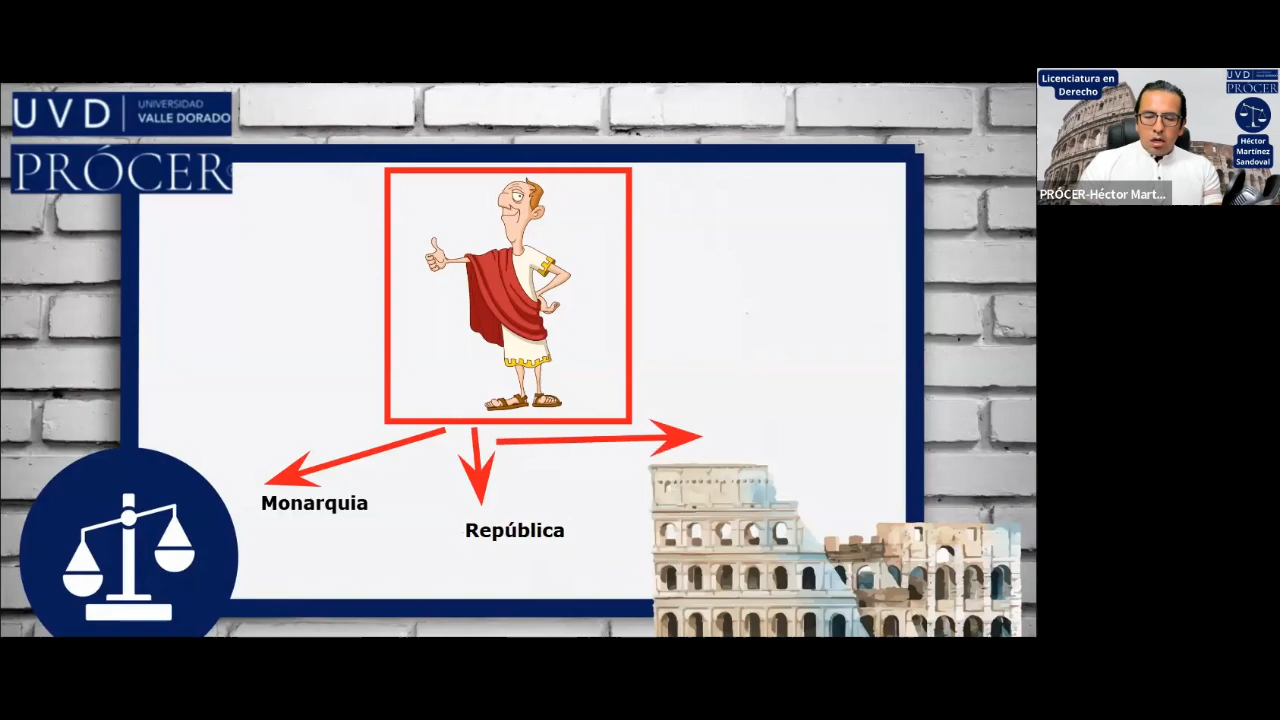 UVD UNIVERSIDAD
VALLE DORADO
PRÓCER
Monarquia
República
Licenciatura en
Derecho
UVD
PRÓCER
Héctor
Martínez
Sandoval
PRÓCER-Héctor Mart...